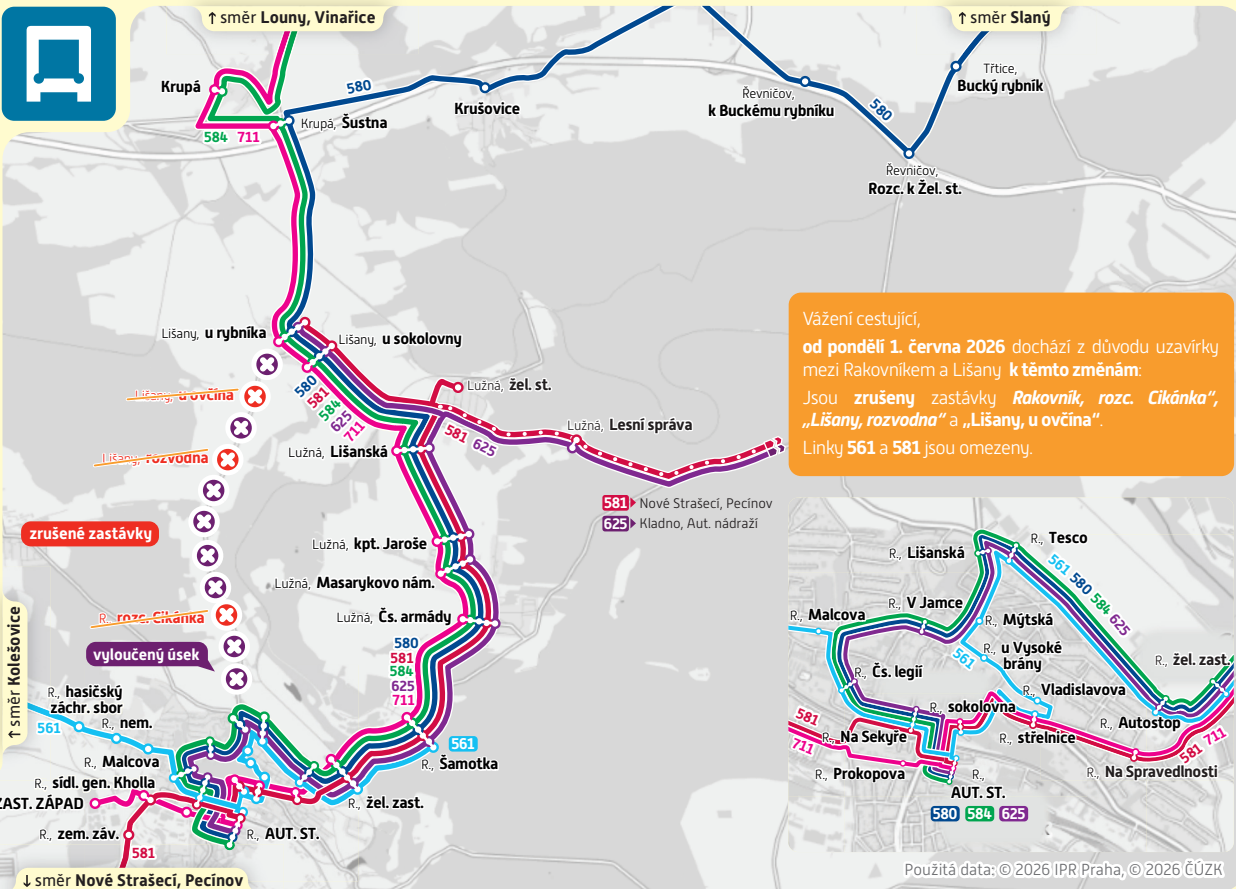 ↑ směr Louny, Vinařice
↑ směr Slaný
Krupá
580
Krušovice
Krupá, Šustna
584 711
Třtice,
Bucký rybník
Řevničov,
k Buckému rybníku
580
Řevničov,
Rozc. k Žel. st.
Lišany, u rybníka
Lišany, u sokolovny
Lišany, u ovčína
Lišany, rozvodna
580
581
584
625
711
Lužná, žel. st.
Lužná, Lesní správa
581 625
Lužná, Lišanská
581 Nové Strašecí, Pecínov
625 Kladno, Aut. nádraží
zrušené zastávky
Lužná, kpt. Jaroše
Lužná, Masarykovo nám.
Lužná, Čs. armády
R., rozc. Cikánka
580
581
584
625
711
vyloučený úsek
↑ směr Kolešovice
R., hasičský
záchr. sbor
561
R., nem.
R., Malcova
R., sídl. gen. Kholla
ZAST. ZÁPAD
R., zem. záv.
581
R., AUT. ST.
R., žel. zast.
561
R., Šamotka
↓ směr Nové Strašecí, Pecínov
Vážení cestující,
od pondělí 1. června 2026 dochází z důvodu uzavírky
mezi Rakovníkem a Lišany k těmto změnám:
Jsou zrušeny zastávky Rakovník, rozc. Cikánka“,
„Lišany, rozvodna“ a „Lišany, u ovčína“.
Linky 561 a 581 jsou omezeny.
R., Lišanská
R., Tesco
561 580 584 625
R., Malcova
R., V Jamce
R., Mýtská
561
R., u Vysoké
brány
R., žel. zast.
R., Čs. legií
R., Vladislavova
R., sokolovna
R., Autostop
581
711
R., Na Sekyře
R., střelnice
581 711
R., Prokopova
R., Na Spravedlnosti
R.,
AUT. ST.
580 584 625
Použitá data: © 2026 IPR Praha, © 2026 ČÚZK